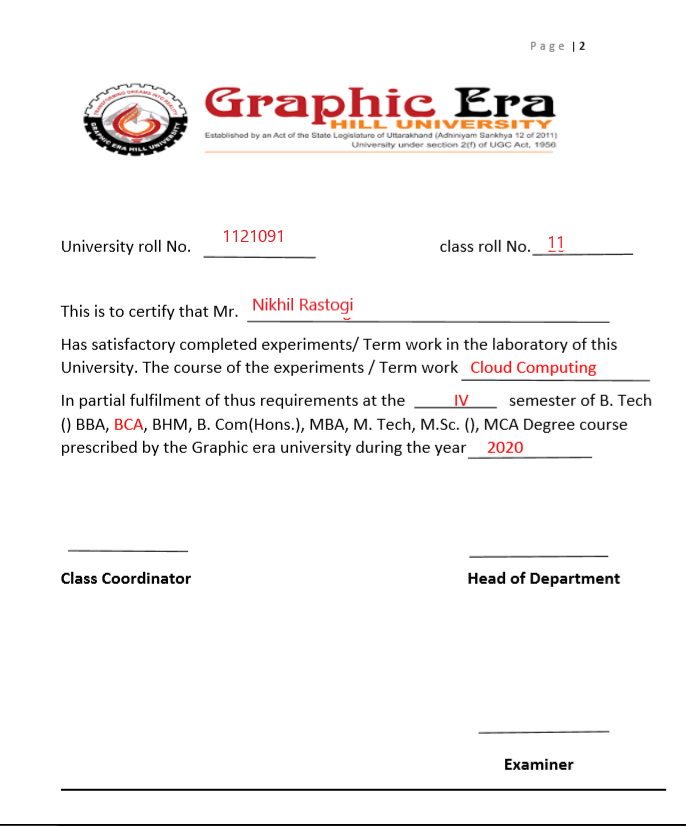 Page | 2
TRANSFORMING DREAMS INTO REALITY
GRAPHIC ERA HILL UNIVERSITY
Graphic Era
HILL UNIVERSITY
Established by an Act of the State Legislature of Uttarakhand (Adhiniyam Sankhya 12 of 2011)
University under section 2(f) of UGC Act, 1956
University roll No. 1121091 class roll No. 11
This is to certify that Mr. Nikhil Rastogi
Has satisfactory completed experiments/ Term work in the laboratory of this
University. The course of the experiments / Term work Cloud Computing
In partial fulfilment of thus requirements at the IV semester of B. Tech
() BBA, BCA, BHM, B. Com(Hons.), MBA, M. Tech, M.Sc. (), MCA Degree course
prescribed by the Graphic era university during the year 2020
Class Coordinator Head of Department
Examiner